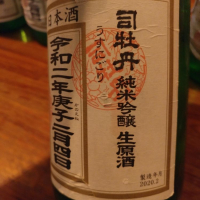 日本酒
司牡丹 純米吟醸 生原酒
うすにごり
令和二年庚子二月四日
製造年月
2020.2